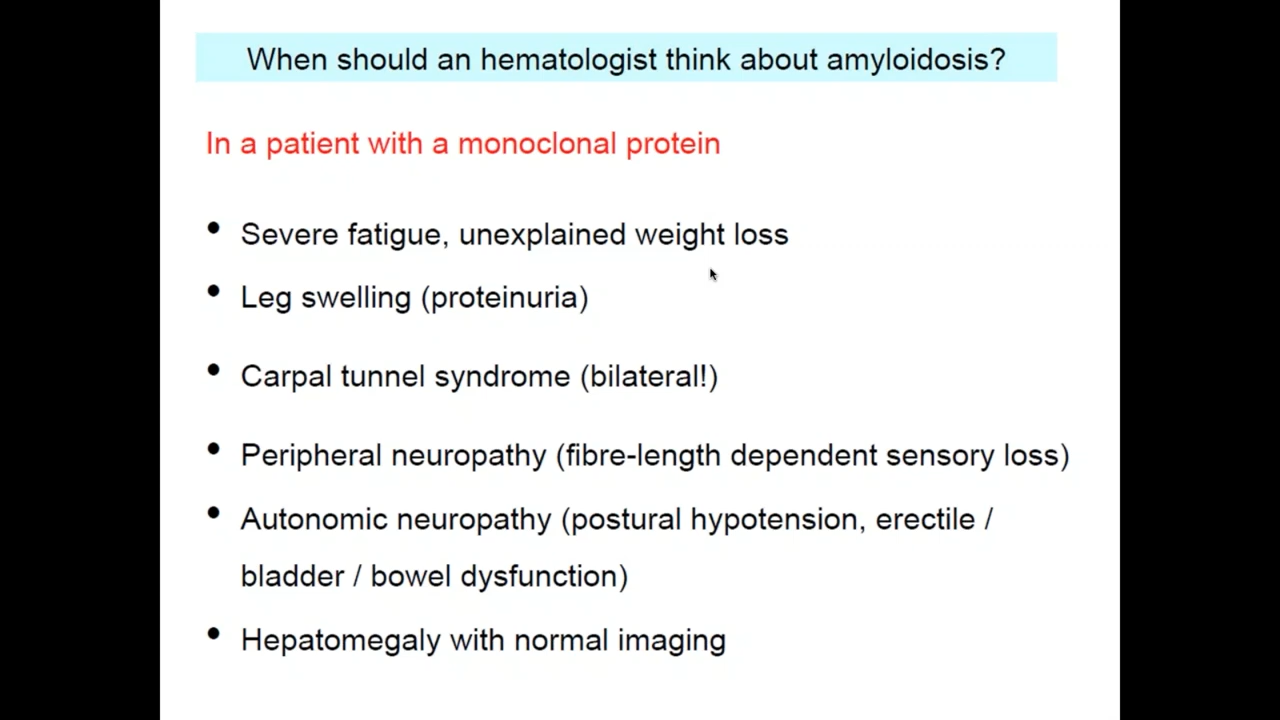 When should an hematologist think about amyloidosis?
In a patient with a monoclonal protein
• Severe fatigue, unexplained weight loss
• Leg swelling (proteinuria)
• Carpal tunnel syndrome (bilateral!)
• Peripheral neuropathy (fibre-length dependent sensory loss)
• Autonomic neuropathy (postural hypotension, erectile /
bladder / bowel dysfunction)
• Hepatomegaly with normal imaging